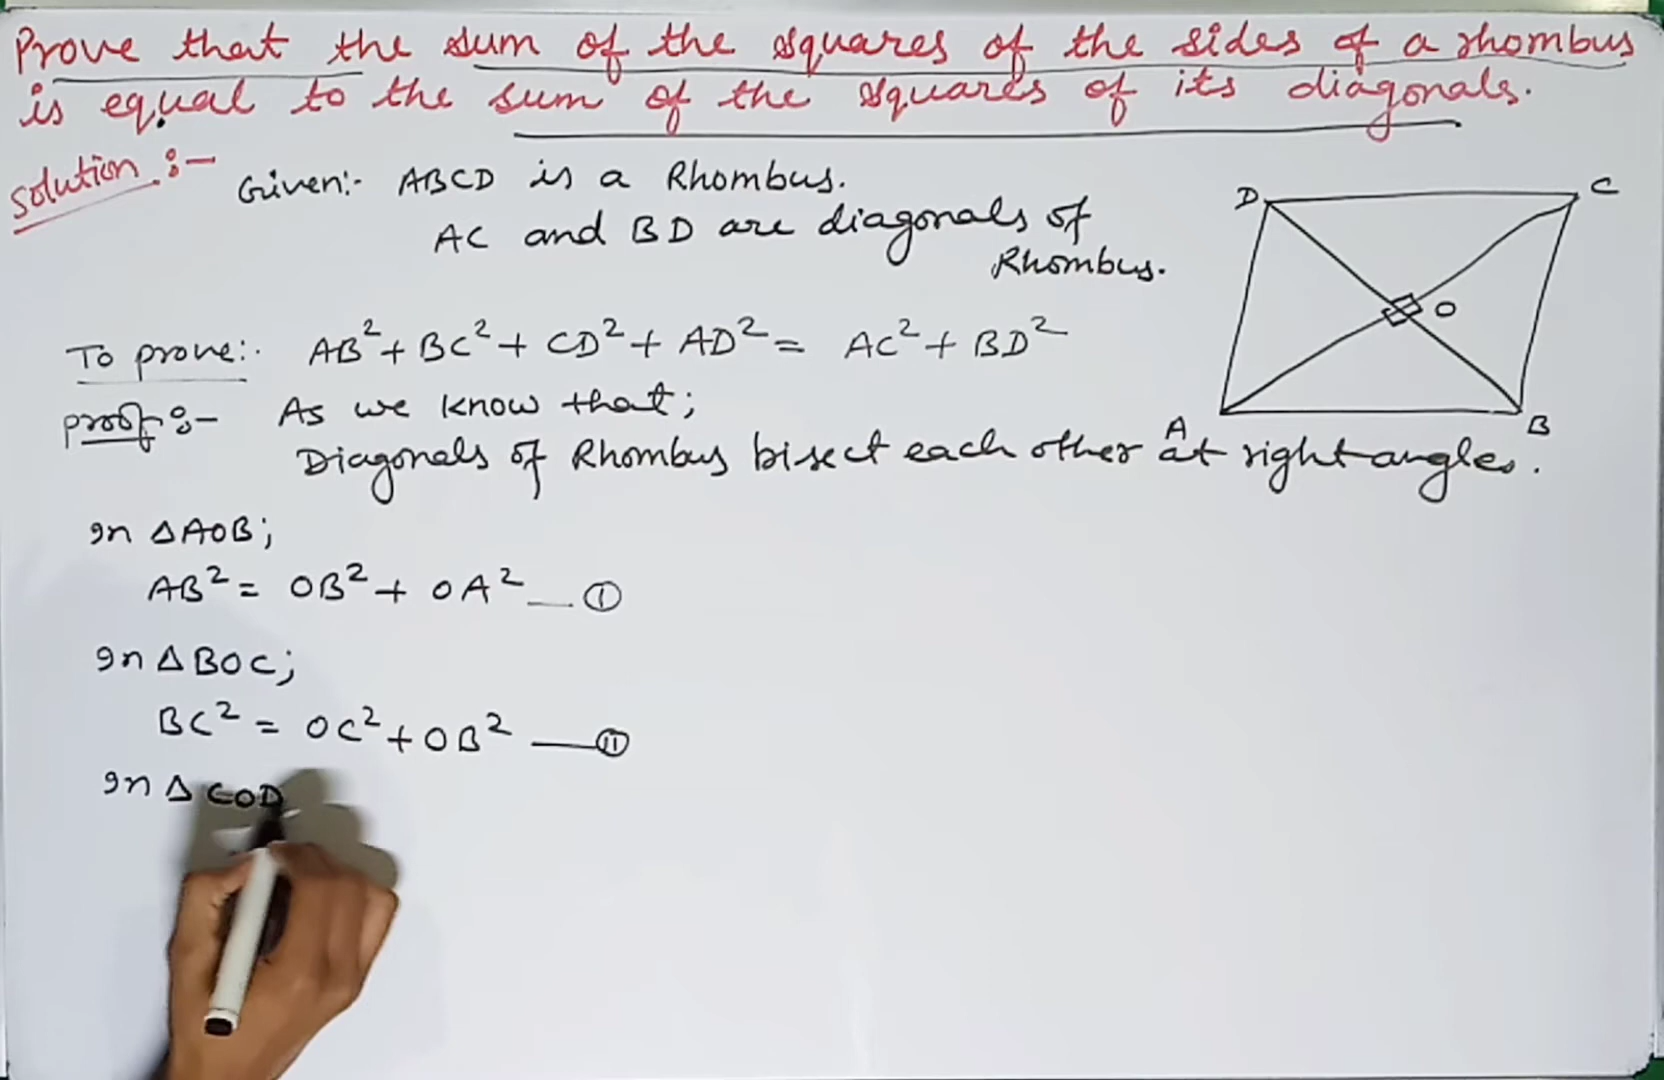 Prove that the sum of the squares of the sides of a rhombus
is equal to the sum of the squares of its diagonals.
Solution :-
Given:- ABCD is a Rhombus.
AC and BD are diagonals of
Rhombus.
D
C
O
A
B
To prove:- AB²+BC²+CD²+AD² = AC²+BD²
Proof:- As we know that;
Diagonals of Rhombus bisect each other at right angles.
In △AOB;
AB² = OB² + OA² — ①
In △BOC;
BC² = OC² + OB² — ⑪
In △COD